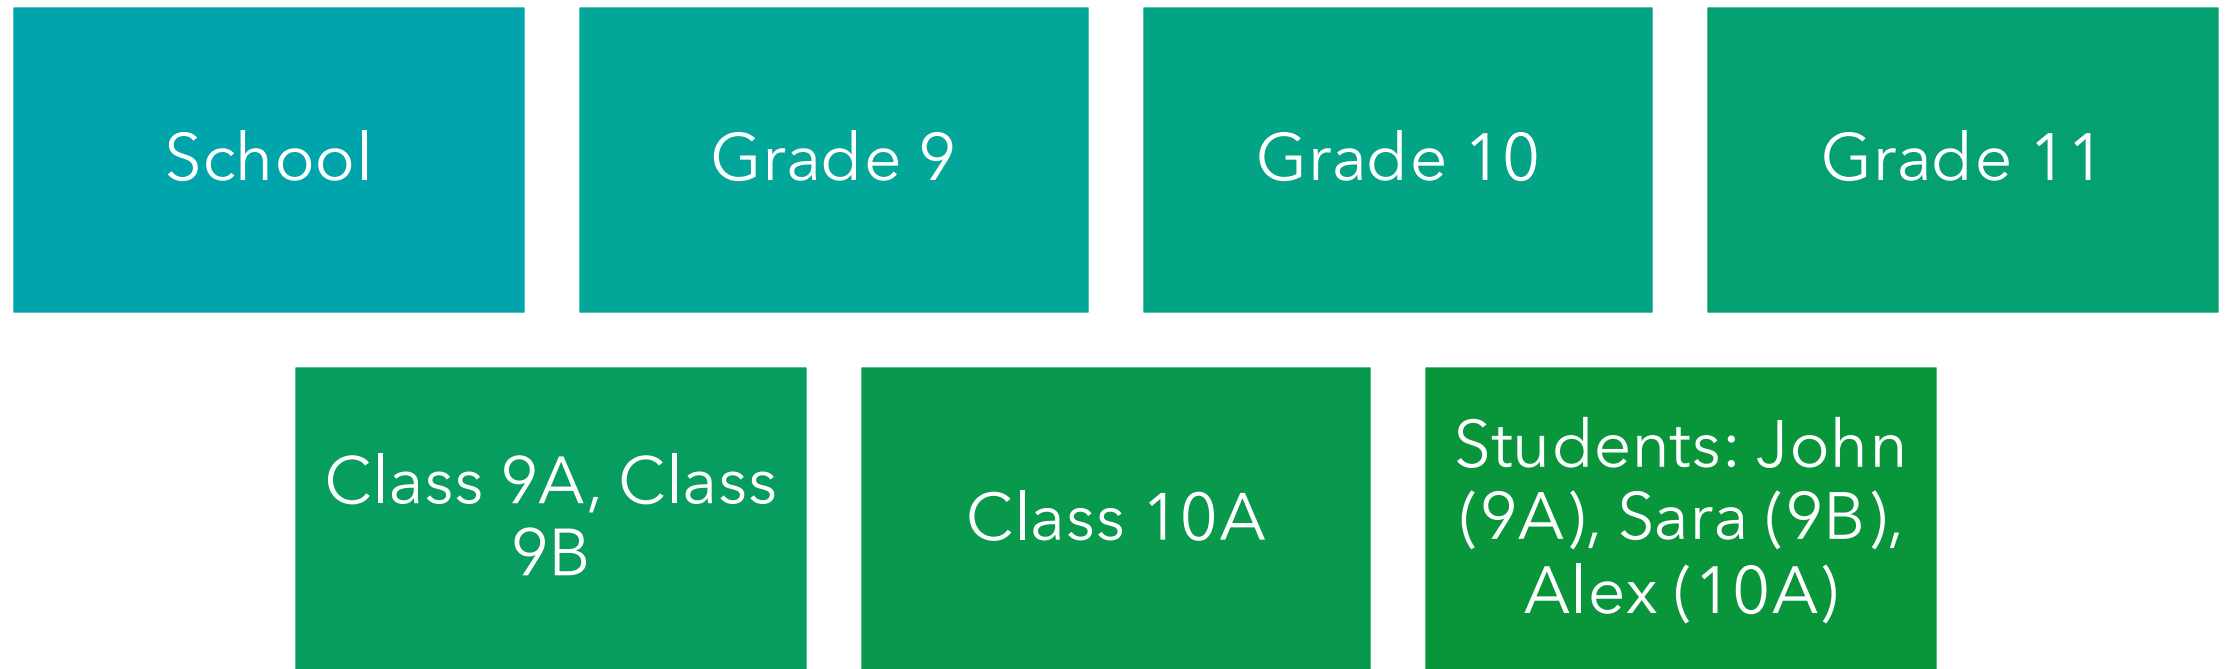 School
Grade 9
Grade 10
Grade 11
Class 9A, Class
9B
Class 10A
Students: John
(9A), Sara (9B),
Alex (10A)